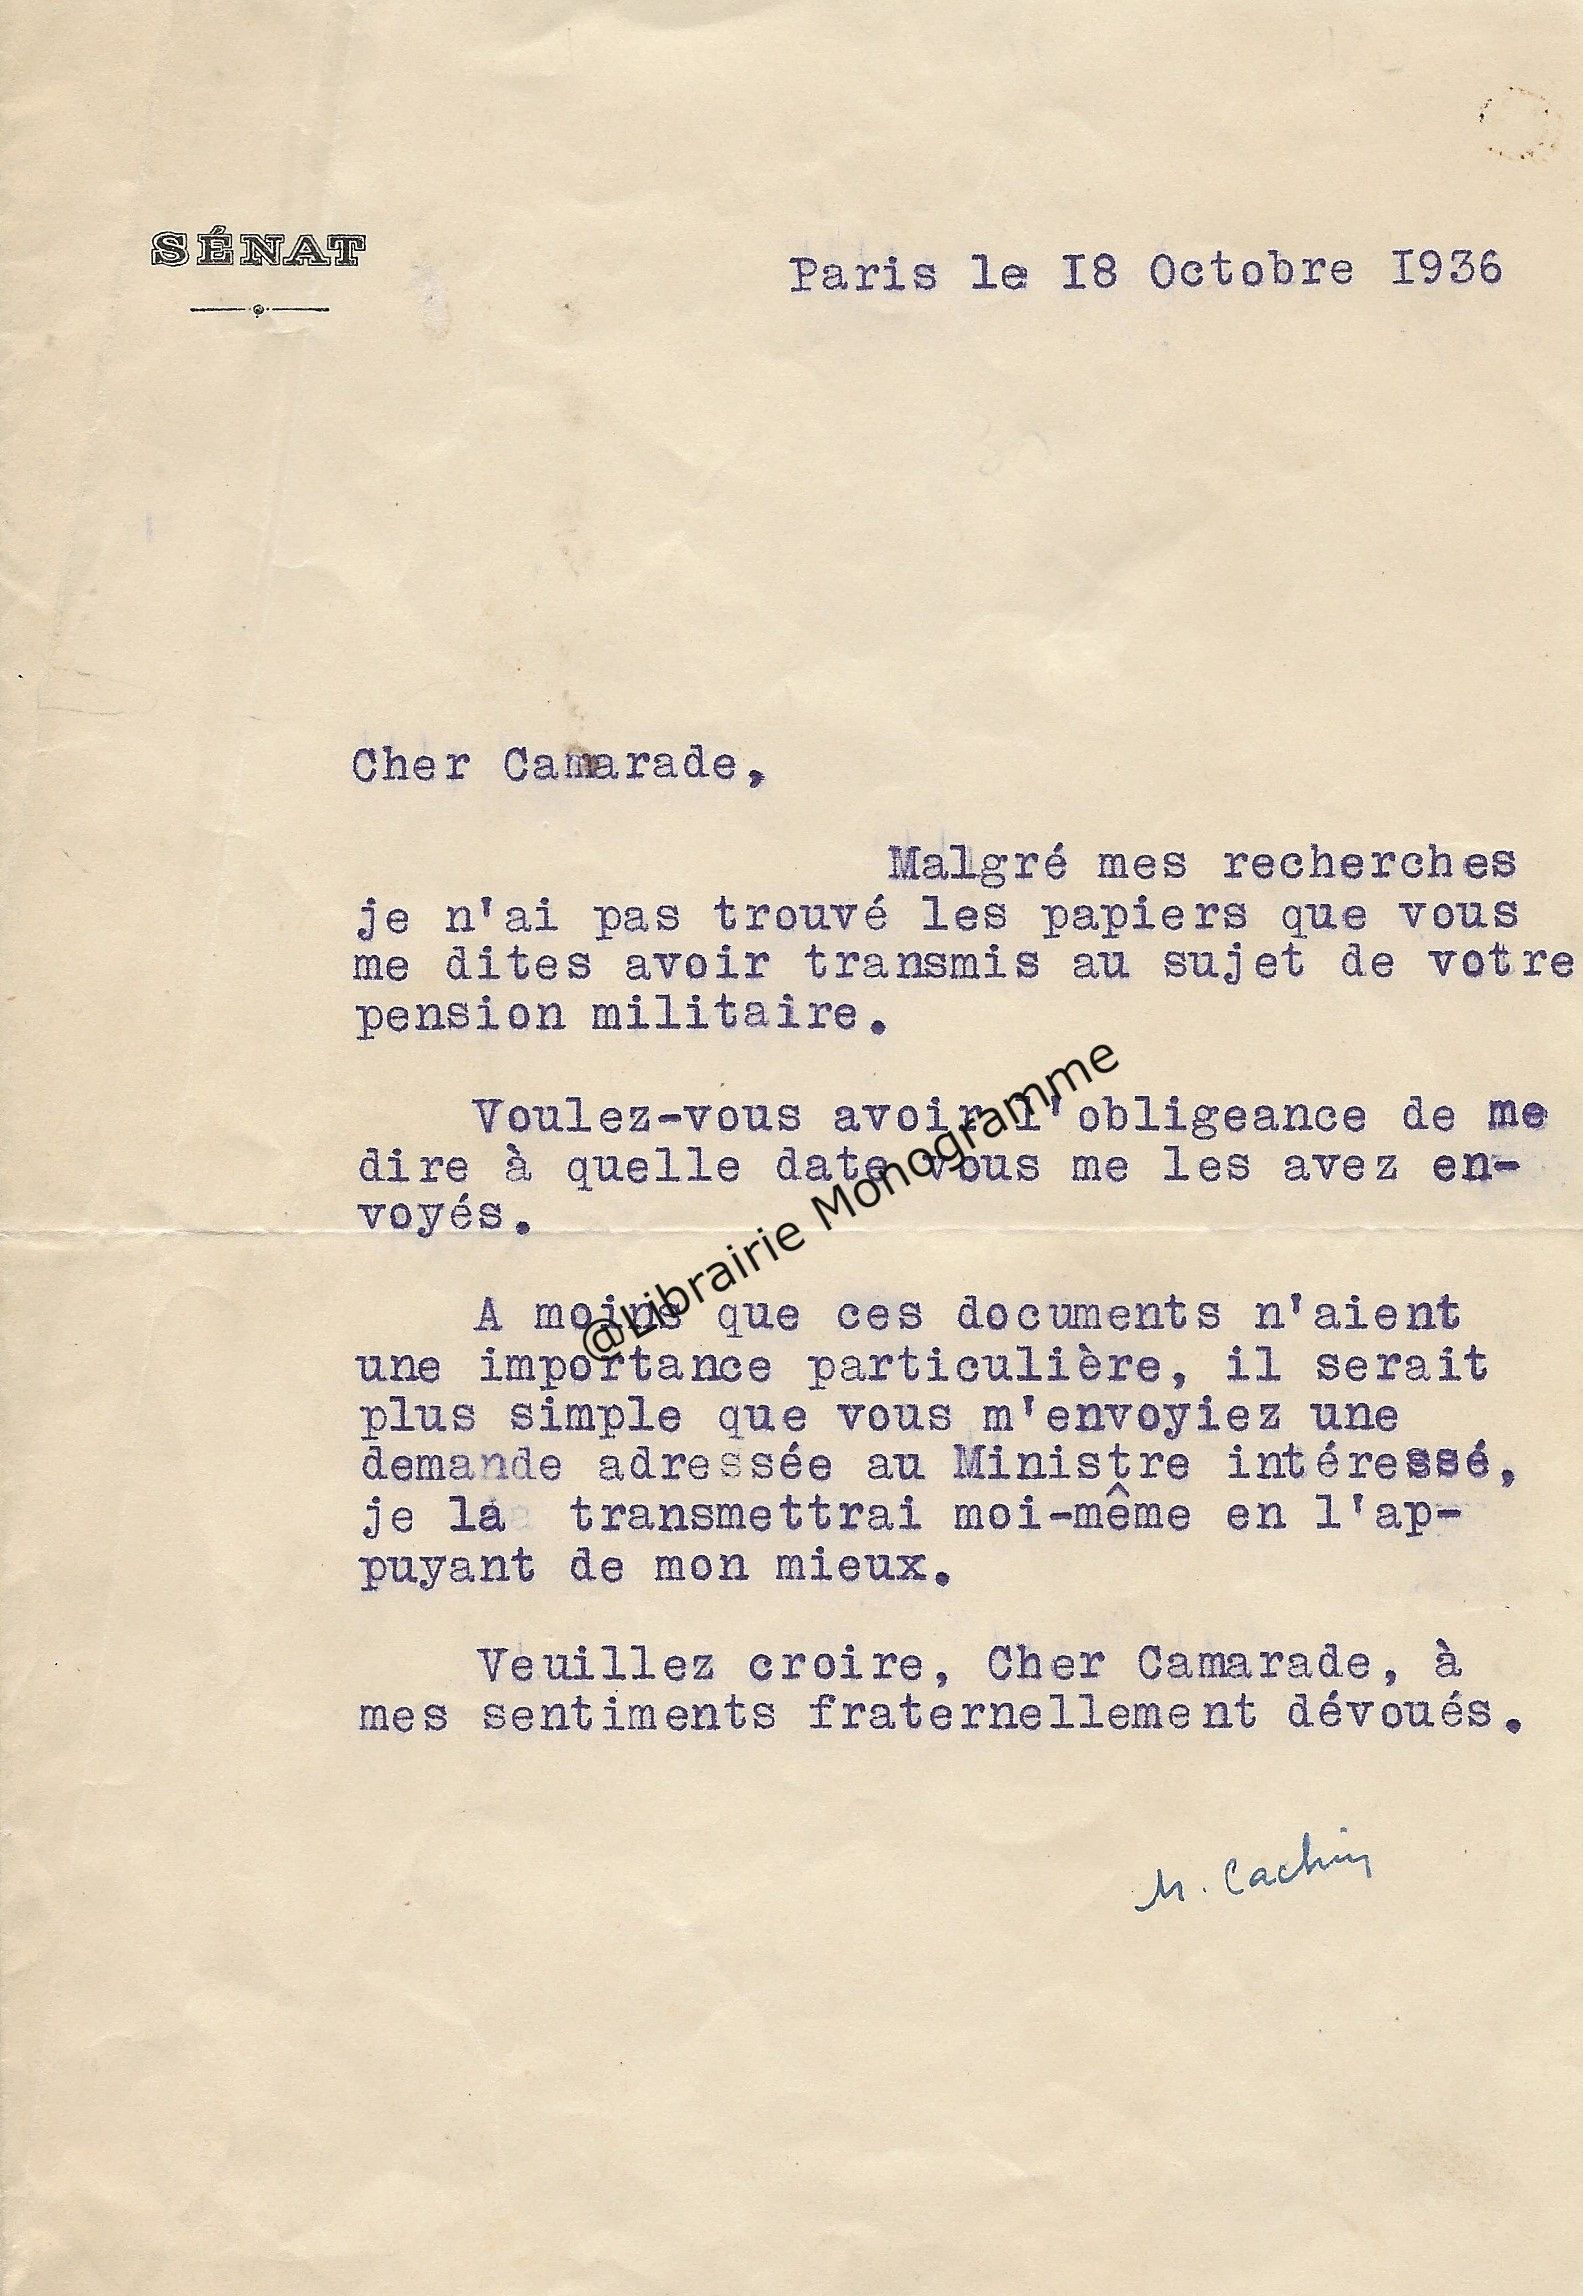 SÉNAT
Paris le I8 Octobre I936
Cher Camarade,
Malgré mes recherches
je n'ai pas trouvé les papiers que vous
me dites avoir transmis au sujet de votre
pension militaire.
Voulez-vous avoir l'obligeance de me
dire à quelle date vous me les avez en-
voyés.
@Librairie Monogramme
A moins que ces documents n'aient
une importance particulière, il serait
plus simple que vous m'envoyiez une
demande adressée au Ministre intéressé,
je la transmettrai moi-même en l'ap-
puyant de mon mieux.
Veuillez croire, Cher Camarade, à
mes sentiments fraternellement dévoués.
M. Cachin